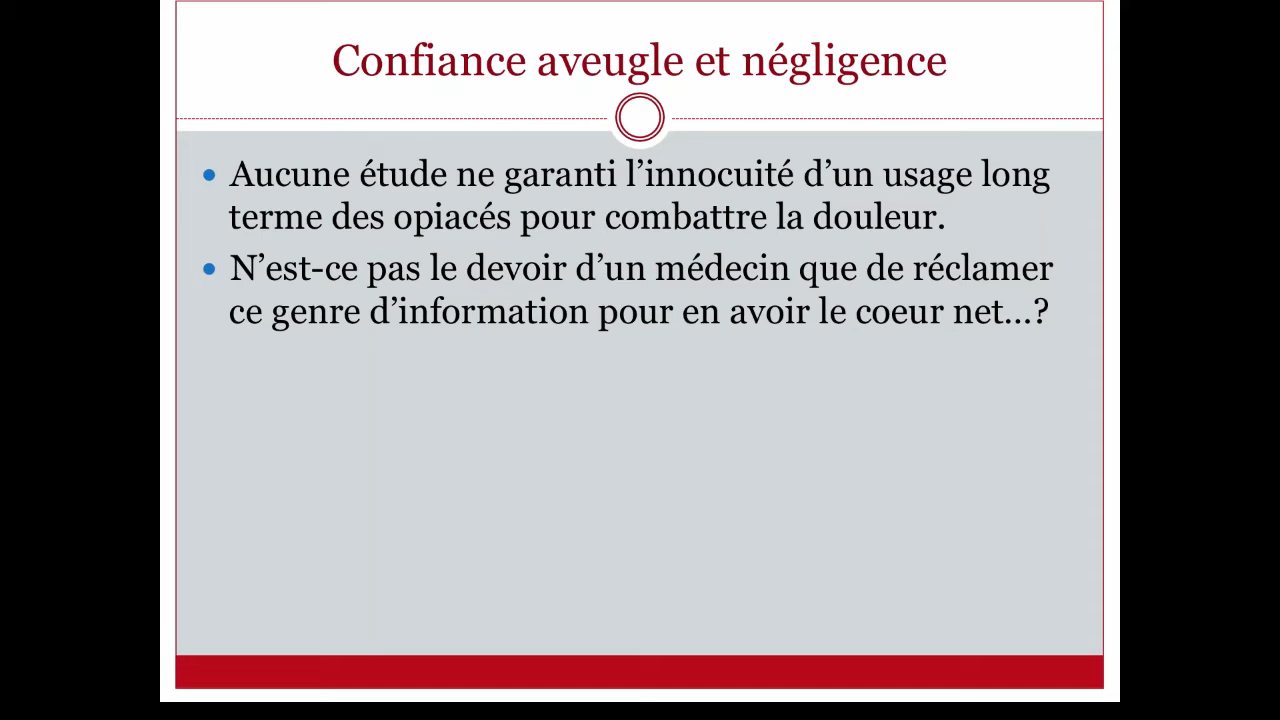 Confiance aveugle et négligence
• Aucune étude ne garanti l’innocuité d’un usage long
terme des opiacés pour combattre la douleur.
• N’est-ce pas le devoir d’un médecin que de réclamer
ce genre d’information pour en avoir le coeur net...?